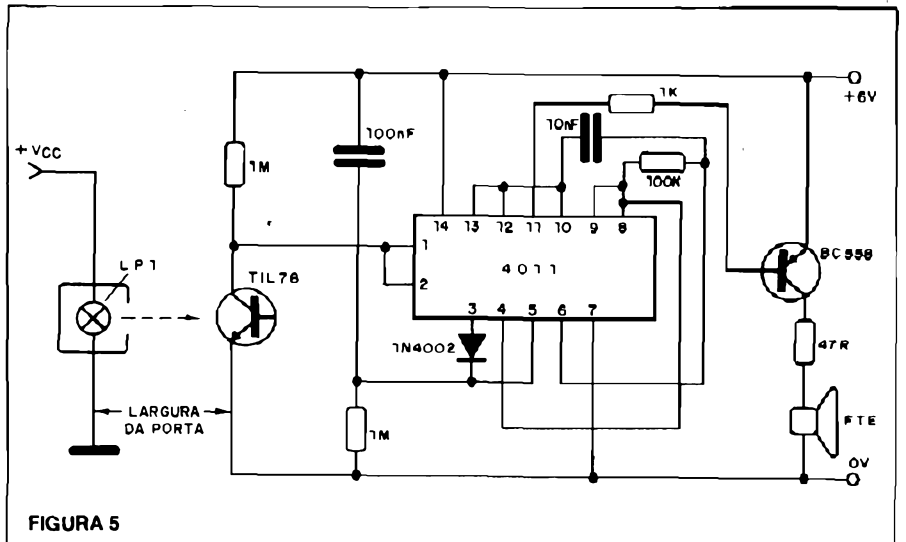 +6V
1K
10nF
100nF
+VCC
1M
100K
14 13 12 11 10 9 8
LP1
TIL78
1
2
4011
BC558
3 4 5 6 7
1N4002
47R
LARGURA
DA PORTA
1M
FTE
0V
FIGURA 5